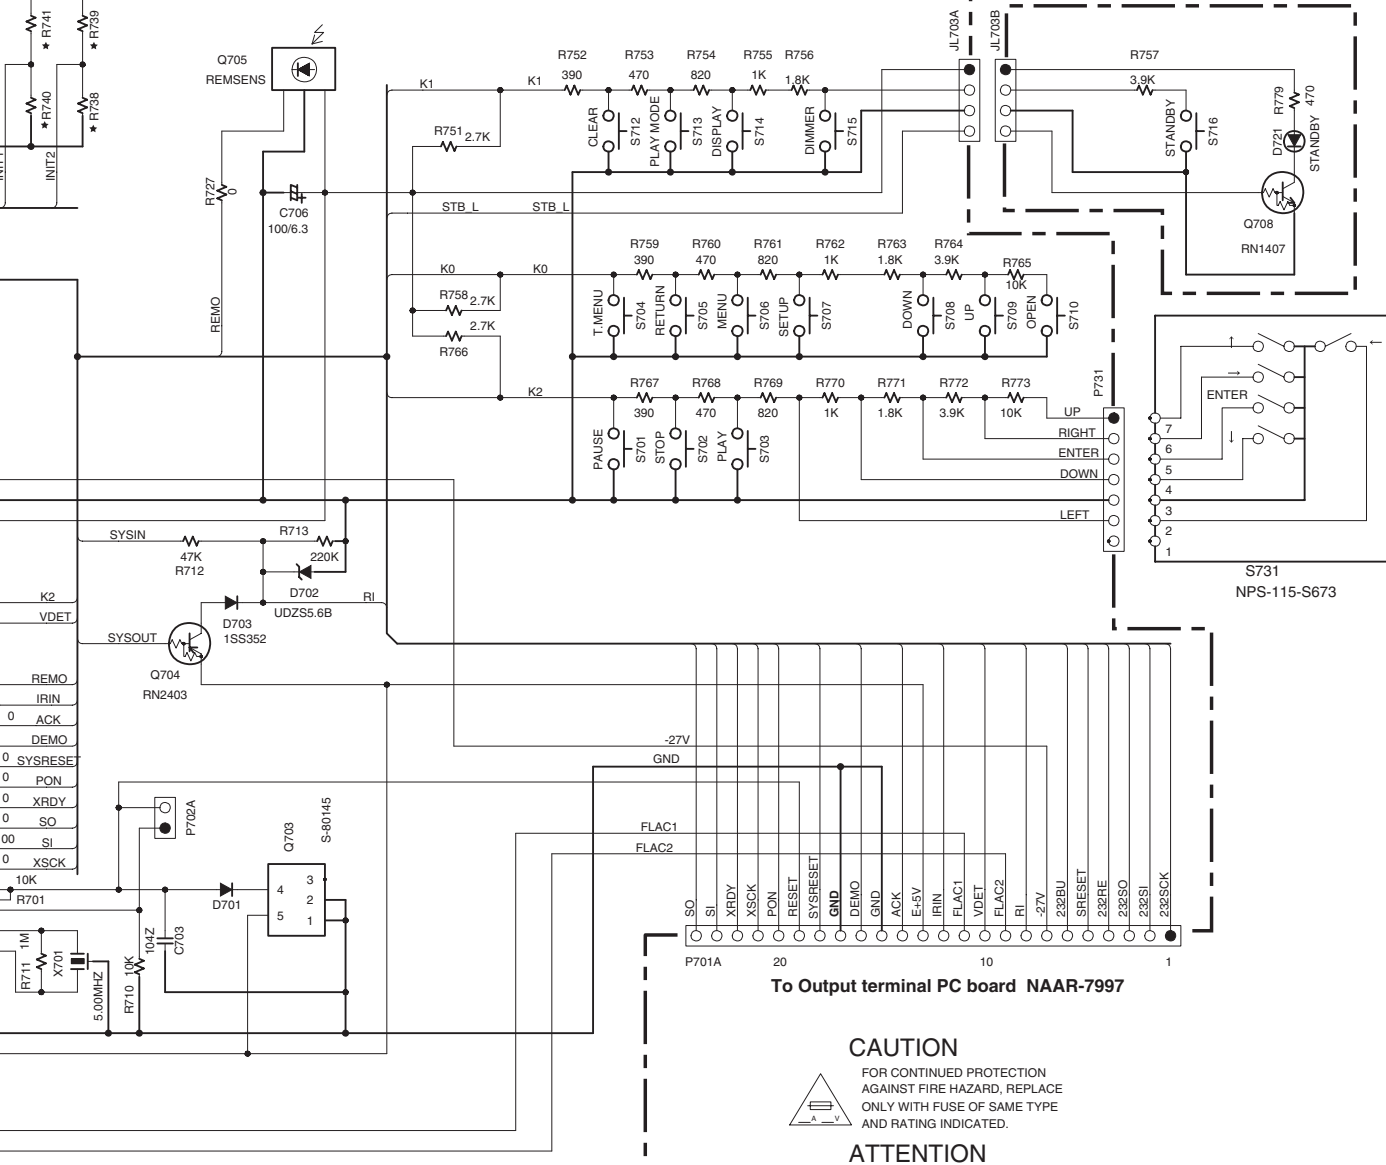 R741
R739
★
★
R740
R738
★
★
INIT2
Q705
REMSENS
R727
0
C706
100/6.3
REMO
K1
K1
R751
2.7K
STB_L
STB_L
R752
R753
R754
R755
R756
390
470
820
1K
1.8K
CLEAR
S712
PLAY MODE
S713
DISPLAY
S714
DIMMER
S715
JL703A
JL703B
R757
3.9K
STANDBY
S716
R779
470
D721
STANDBY
Q708
RN1407
K0
K0
R758
2.7K
2.7K
R766
R759
R760
R761
R762
R763
R764
R765
390
470
820
1K
1.8K
3.9K
10K
T.MENU
S704
RETURN
S705
MENU
S706
SETUP
S707
DOWN
S708
UP
S709
OPEN
S710
K2
R767
R768
R769
R770
R771
R772
R773
390
470
820
1K
1.8K
3.9K
10K
PAUSE
S701
STOP
S702
PLAY
S703
P731
UP
RIGHT
ENTER
DOWN
LEFT
↑
←
→
ENTER
↓
7
6
5
4
3
2
1
S731
NPS-115-S673
SYSIN
R713
47K
R712
220K
D702
UDZS5.6B
RI
D703
1SS352
SYSOUT
Q704
RN2403
K2
VDET
REMO
IRIN
0 ACK
DEMO
0 SYSRESET
0 PON
0 XRDY
0 SO
00 SI
0 XSCK
10K
R701
P702A
Q703
S-80145
D701
4
5
3
2
1
104Z
C703
R711 1M
X701
5.00MHZ
R710 10K
-27V
GND
FLAC1
FLAC2
SO
SI
XRDY
XSCK
PON
RESET
SYSRESET
GND
DEMO
GND
ACK
E+5V
IRIN
FLAC1
VDET
FLAC2
RI
-27V
232BU
SRESET
232RE
232SO
232SI
232SCK
P701A
20
10
1
To Output terminal PC board NAAR-7997
CAUTION
FOR CONTINUED PROTECTION
AGAINST FIRE HAZARD, REPLACE
ONLY WITH FUSE OF SAME TYPE
AND RATING INDICATED.
A V
ATTENTION